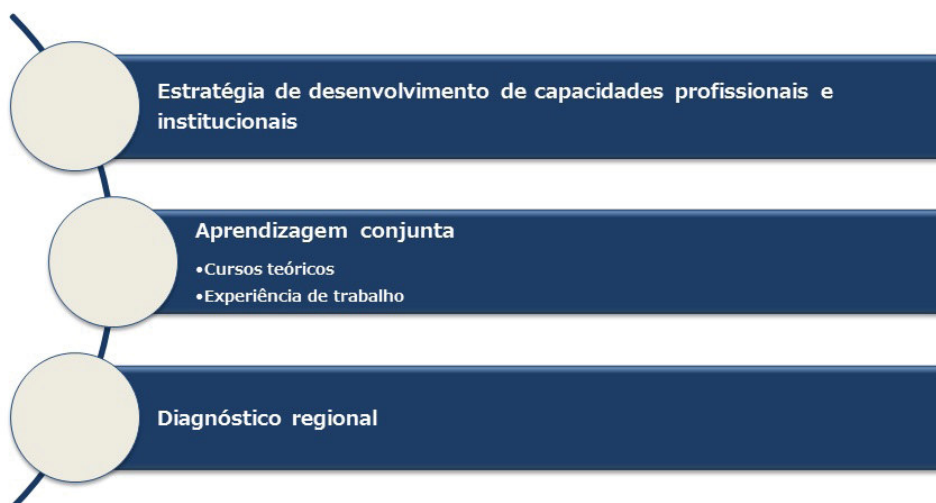 Estratégia de desenvolvimento de capacidades profissionais e
institucionais
Aprendizagem conjunta
•Cursos teóricos
•Experiência de trabalho
Diagnóstico regional